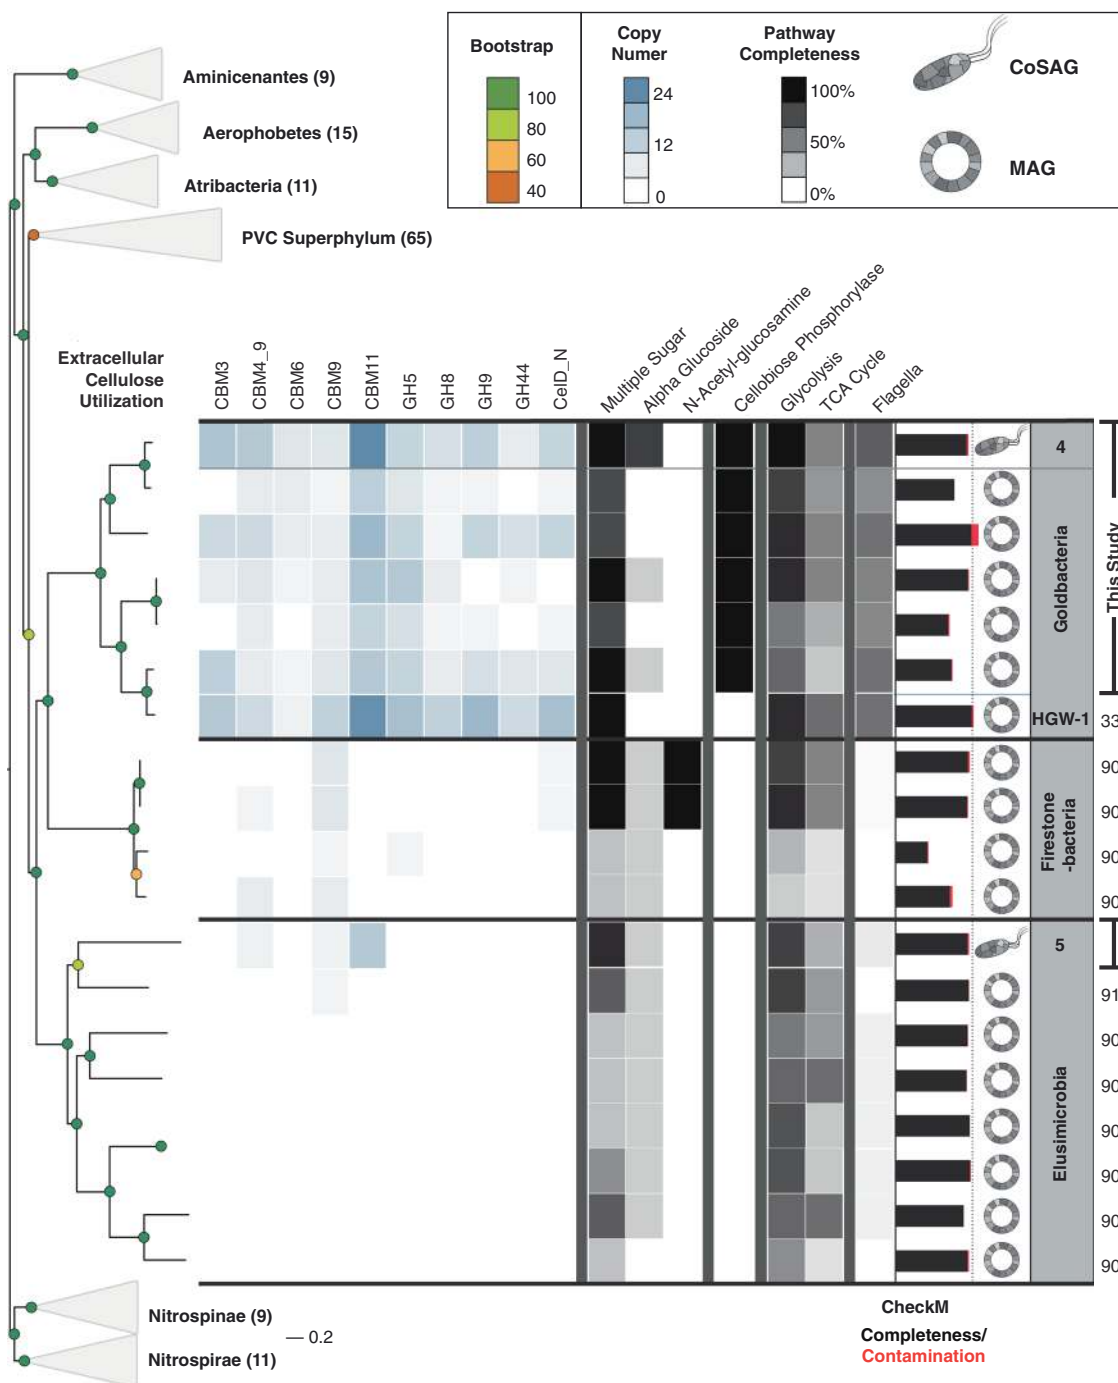 Bootstrap
100
80
60
40
Copy
Numer
24
12
0
Pathway
Completeness
100%
50%
0%
CoSAG
MAG
Aminicenantes (9)
Aerophobetes (15)
Atribacteria (11)
PVC Superphylum (65)
Extracellular
Cellulose
Utilization
CBM3
CBM4_9
CBM6
CBM9
CBM11
GH5
GH8
GH9
GH44
CelD_N
Multiple Sugar
Alpha Glucoside
N-Acetyl-glucosamine
Cellobiose Phosphorylase
Glycolysis
TCA Cycle
Flagella
4
Goldbacteria
This Study
HGW-1
33
Firestone
-bacteria
90
90
90
90
5
Elusimicrobia
91
90
90
90
90
90
90
Nitrospinae (9)
0.2
Nitrospirae (11)
CheckM
Completeness/
Contamination